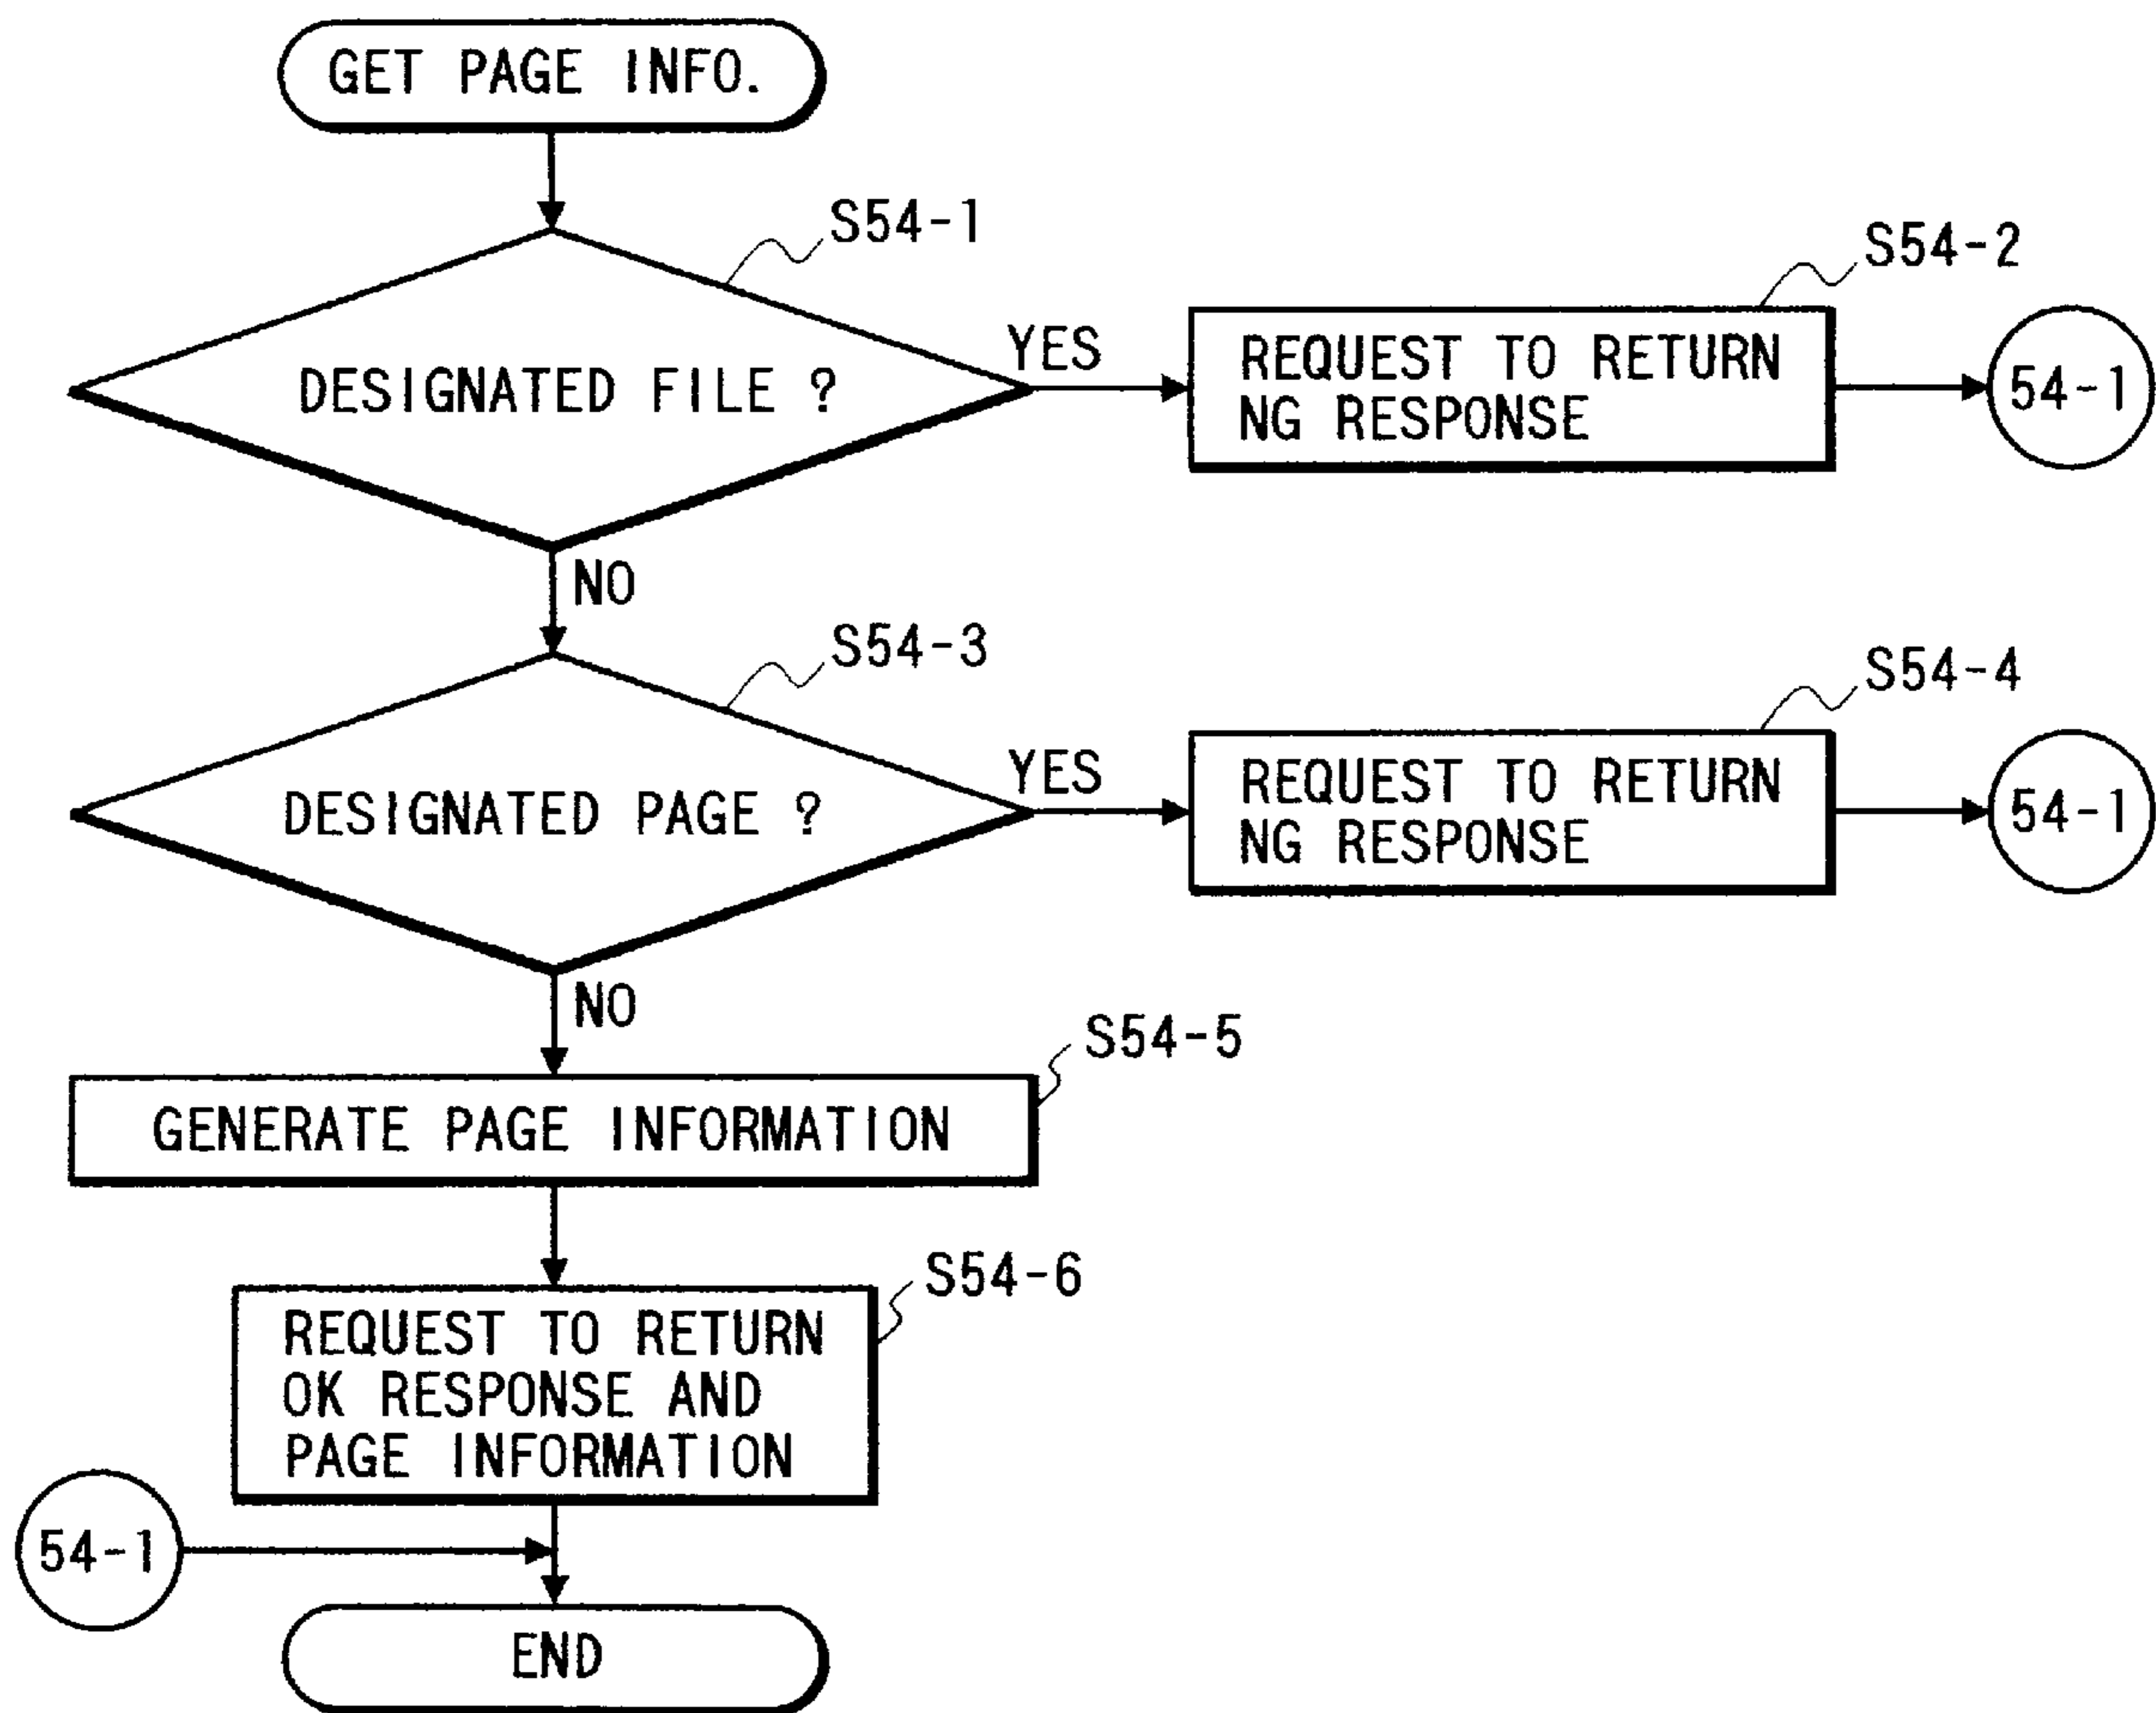 GET PAGE INFO.
S54-1
DESIGNATED FILE ?
YES
S54-2
REQUEST TO RETURN
NG RESPONSE
54-1
NO
S54-3
DESIGNATED PAGE ?
YES
S54-4
REQUEST TO RETURN
NG RESPONSE
54-1
NO
S54-5
GENERATE PAGE INFORMATION
S54-6
REQUEST TO RETURN
OK RESPONSE AND
PAGE INFORMATION
54-1
END